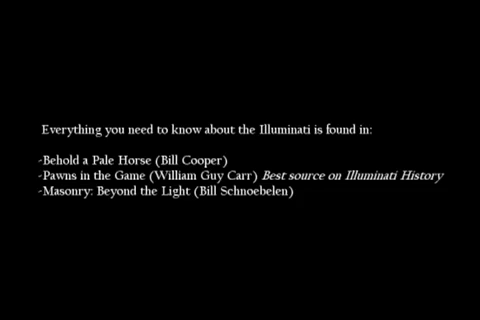 Everything you need to know about the Illuminati is found in:
-Behold a Pale Horse (Bill Cooper)
-Pawns in the Game (William Guy Carr) Best source on Illuminati History
-Masonry: Beyond the Light (Bill Schnoebelen)